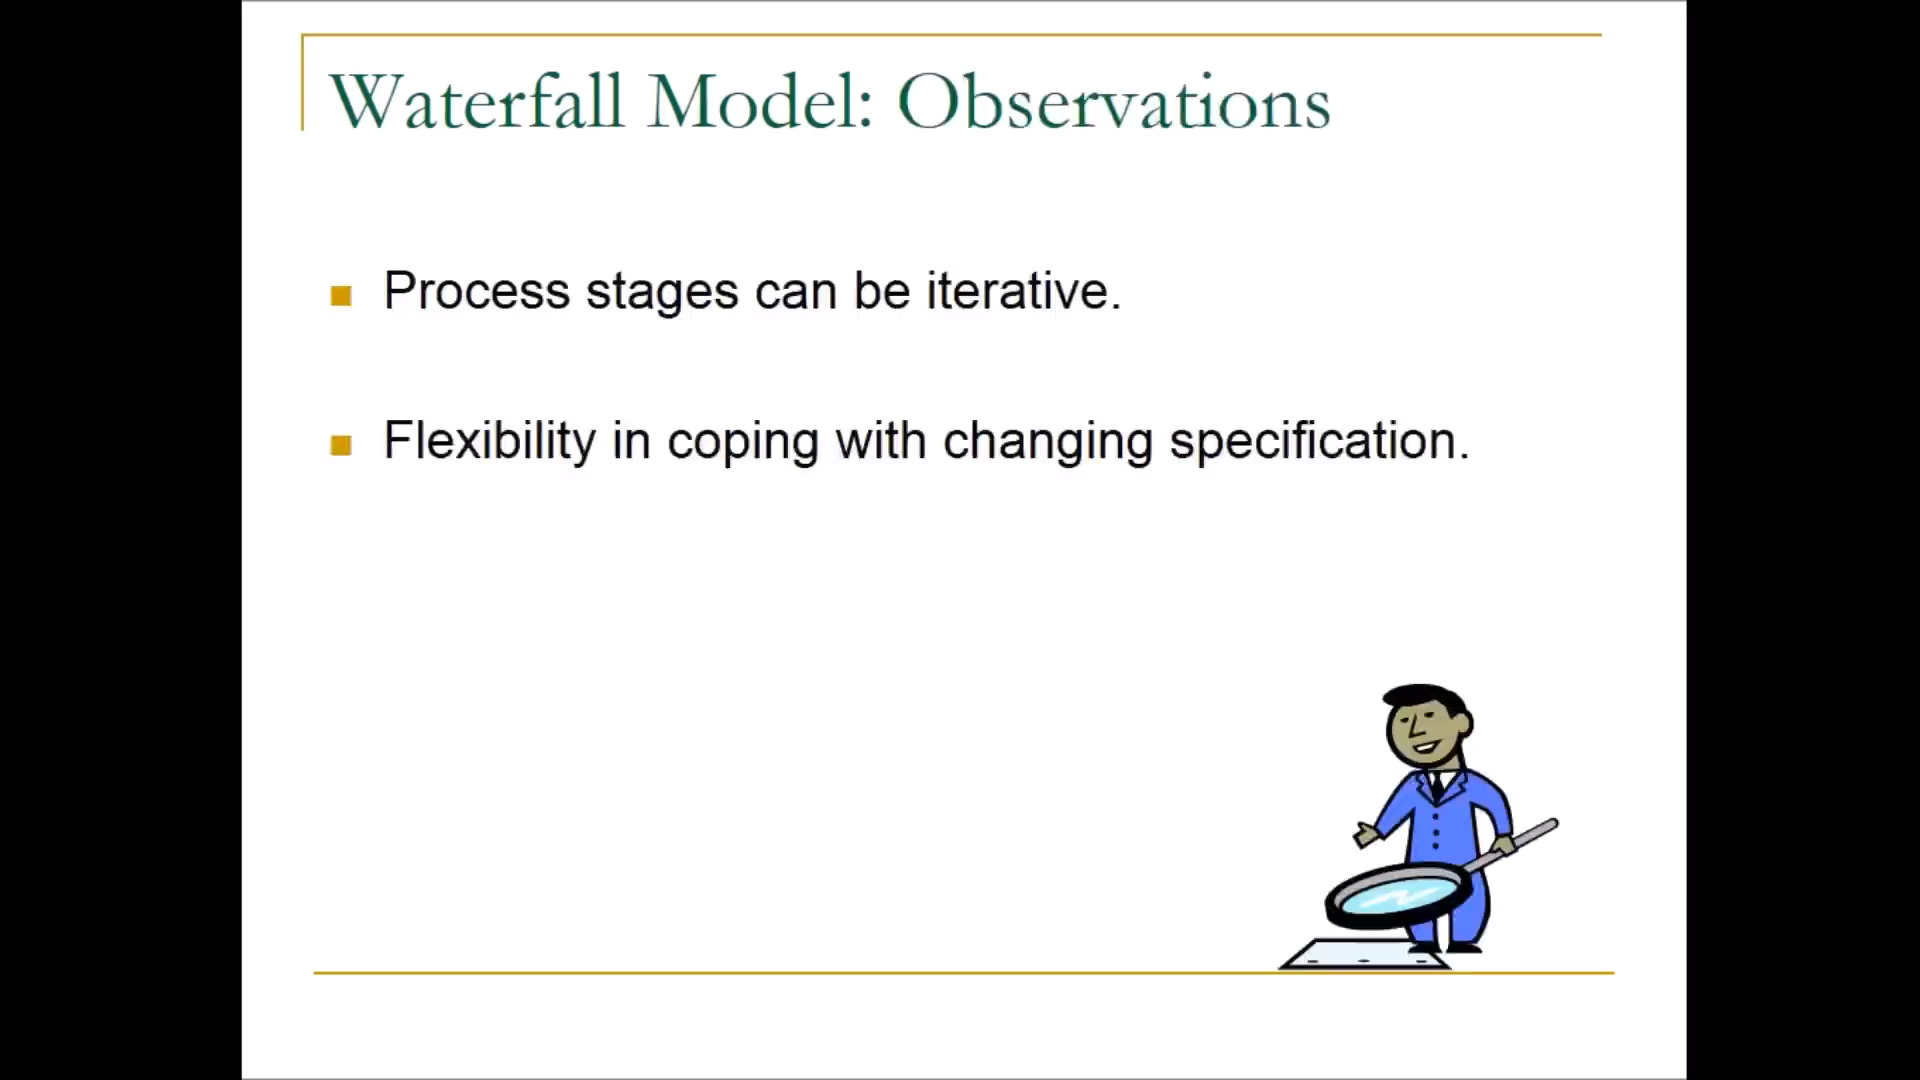 Waterfall Model: Observations
Process stages can be iterative.
Flexibility in coping with changing specification.